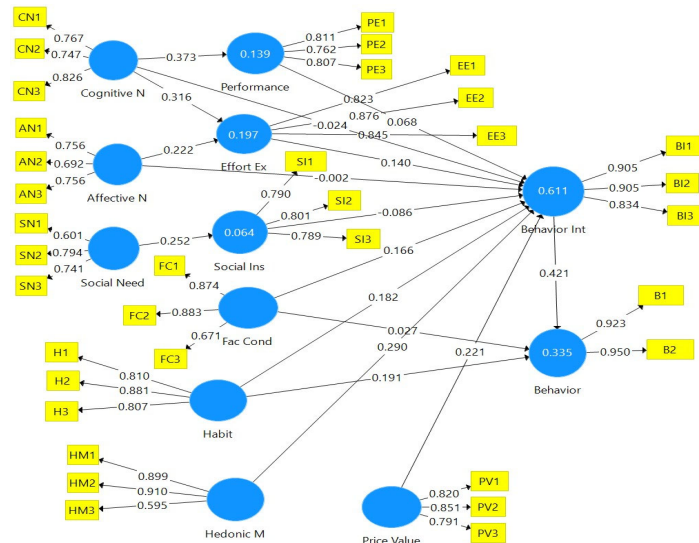 CN1
0.767
CN2
0.747
0.826
CN3
Cognitive N
0.373
0.316
0.139
Performance
0.811
0.762
0.807
PE1
PE2
PE3
AN1
0.756
AN2
0.692
0.756
AN3
Affective N
0.222
0.197
Effort Ex
0.823
0.876
0.845
EE1
EE2
EE3
0.068
-0.024
0.140
-0.002
SN1
0.601
SN2
0.794
0.741
SN3
Social Need
0.252
0.064
Social Ins
SI1
0.790
0.801
SI2
0.789
SI3
-0.086
0.611
Behavior Int
0.905
0.905
0.834
BI1
BI2
BI3
FC1
0.874
FC2
0.883
0.671
FC3
Fac Cond
0.166
0.027
0.421
H1
0.810
H2
0.881
H3
0.807
Habit
0.182
0.191
0.335
Behavior
0.923
0.950
B1
B2
HM1
0.899
HM2
0.910
HM3
0.595
Hedonic M
0.290
0.221
Price Value
0.820
0.851
0.791
PV1
PV2
PV3